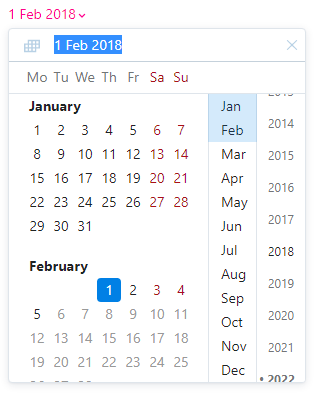 1 Feb 2018
1 Feb 2018
Mo Tu We Th Fr Sa Su
January
1 2 3 4 5 6 7
8 9 10 11 12 13 14
15 16 17 18 19 20 21
22 23 24 25 26 27 28
29 30 31
February
1 2 3 4
5 6 7 8 9 10 11
12 13 14 15 16 17 18
19 20 21 22 23 24 25
Jan
Feb
Mar
Apr
May
Jun
Jul
Aug
Sep
Oct
Nov
Dec
2014
2015
2016
2017
2018
2019
2020
2021
• 2022